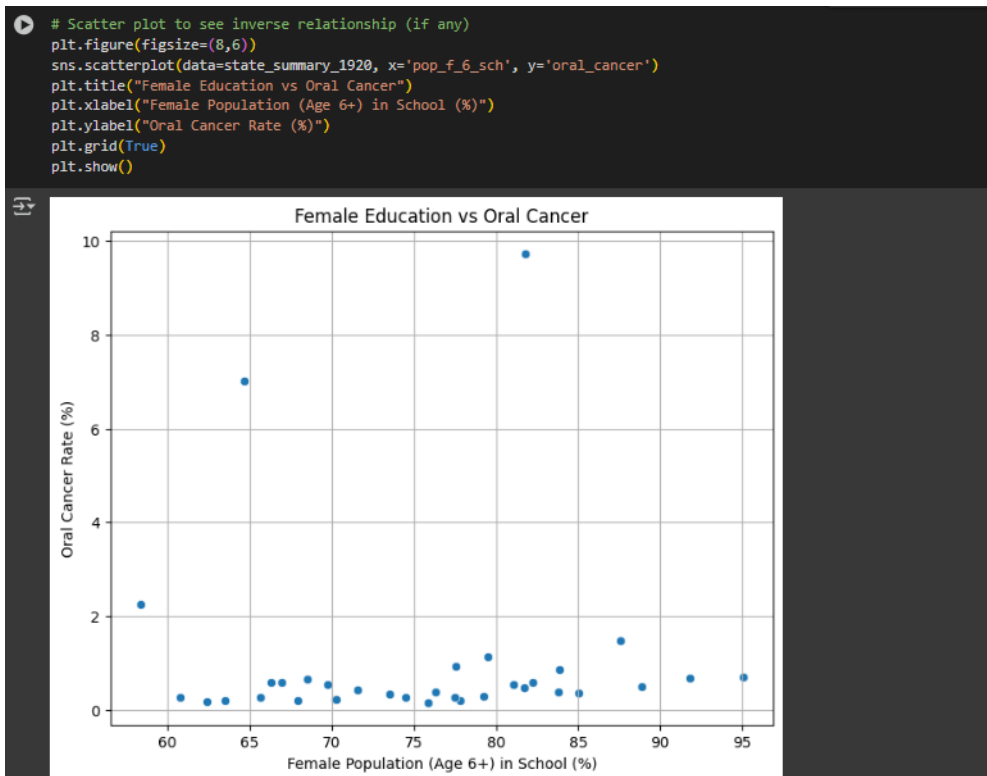 # Scatter plot to see inverse relationship (if any)
plt.figure(figsize=(8,6))
sns.scatterplot(data=state_summary_1920, x='pop_f_6_sch', y='oral_cancer')
plt.title("Female Education vs Oral Cancer")
plt.xlabel("Female Population (Age 6+) in School (%)")
plt.ylabel("Oral Cancer Rate (%)")
plt.grid(True)
plt.show()
Female Education vs Oral Cancer
Oral Cancer Rate (%)
10
8
6
4
2
0
60 65 70 75 80 85 90 95
Female Population (Age 6+) in School (%)